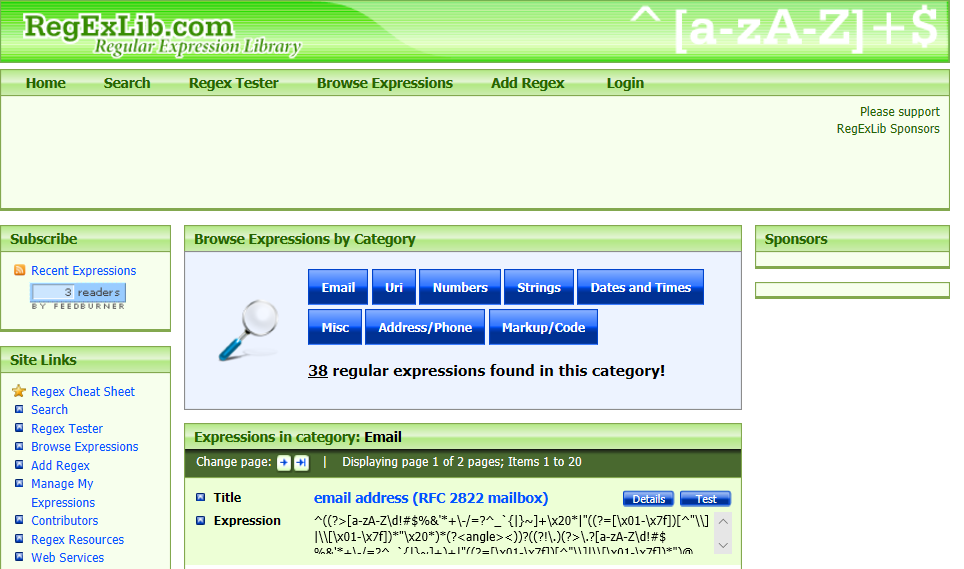 RegExLib.com
Regular Expression Library
^[a-zA-Z]+$
Home Search Regex Tester Browse Expressions Add Regex Login
Please support
RegExLib Sponsors
Subscribe
Recent Expressions
3 readers
BY FEEDBURNER
Site Links
Regex Cheat Sheet
Search
Regex Tester
Browse Expressions
Add Regex
Manage My
Expressions
Contributors
Regex Resources
Web Services
Browse Expressions by Category
Email Uri Numbers Strings Dates and Times
Misc Address/Phone Markup/Code
38 regular expressions found in this category!
Expressions in category: Email
Change page: | Displaying page 1 of 2 pages; Items 1 to 20
Title email address (RFC 2822 mailbox) Details Test
Expression ^((?>[a-zA-Z\d!#$%&'*+\-/=?^_`{|}~]+\x20*|"((?=[\x01-\x7f])[^"\\]
|\\[\x01-\x7f])*"\x20*)*(?<angle><))?((?!\.)(?>\.?[a-zA-Z\d!#$
%&'*+\-/=?^_`{|}~]+)+|"((?=[\x01-\x7f])[^"\\]|\\[\x01-\x7f])*")@
Sponsors